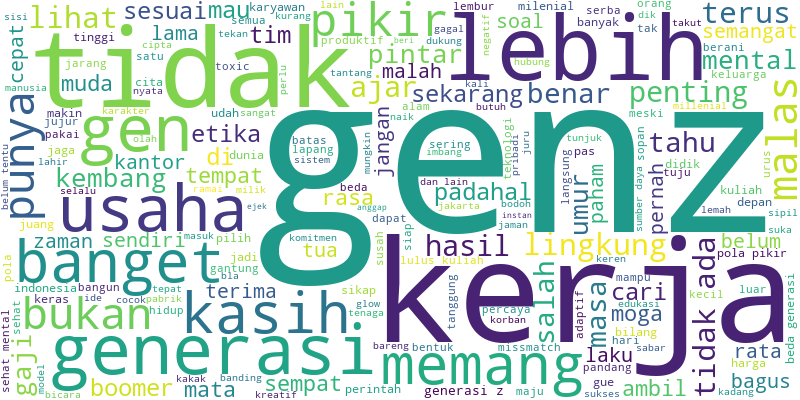 genz
kerja
tidak
lebih
gen
usaha
banget
generasi
bukan
kasih
memang
punya
pikir
lihat
sesuai
mau
tim
pintar
malah
soal
terus
semangat
mental
penting
malas
tahu
ajar
sekarang
benar
etika
jangan
padahal
umur
paham
pernah
lingkung
hasil
salah
masa
cari
moga
laku
tidak ada
rata
bagus
ambil
belum
rasa
tua
terima
sempat
mata
boomer
gaji
zaman
sendiri
kembang
tempat
kantor
di
muda
lama
cepat
sisi
tinggi
jarang
satu
cita
nyata
toxic
karyawan
semua
kurang
tekan
produktif
beri
lain
gagal
dukung
lembur
milenial
serba
banyak
tantang
kali
hubung
negatif
orang
dik
tak
takut
berani
keluarga
manusia
cipta
perlu
makin
jujur
pakai
karakter
udah
sangat
naik
alam
butuh
meski
millenial
jaga
olah
lahir
dunia
selalu
juang
ramai
milik
ejek
batas
lapang
sistem
mungkin
sering
imbang
teknologi
pribadi
tunjuk
juru
langsung
pas
didik
tuju
sumber daya sopan
urus
belum tentu
beda
dan lain
bodoh
instan
jaman
jakarta
anggap
dapat
siap
susah
komitmen
pilih
masuk
kuliah
depan
lemah
sipil
suka
pola pikir
pola
indonesia
bangun
tepat
bla
jadi
gantung
lulus kuliah
keren
mampu
edukasi
kecil
luar
beda generasi
keras
ide
cocok
pabrik
hidup
sikap
glow
tenaga
tanggung
percaya
korban
adaptif
bilang
hari
sabar
harga
sehat
sehat mental
model
bicara
kakak
banding
kreatif
perintah
bareng
bentuk
missmatch
pandang
gue
generasi z
maju
sukses
kadang